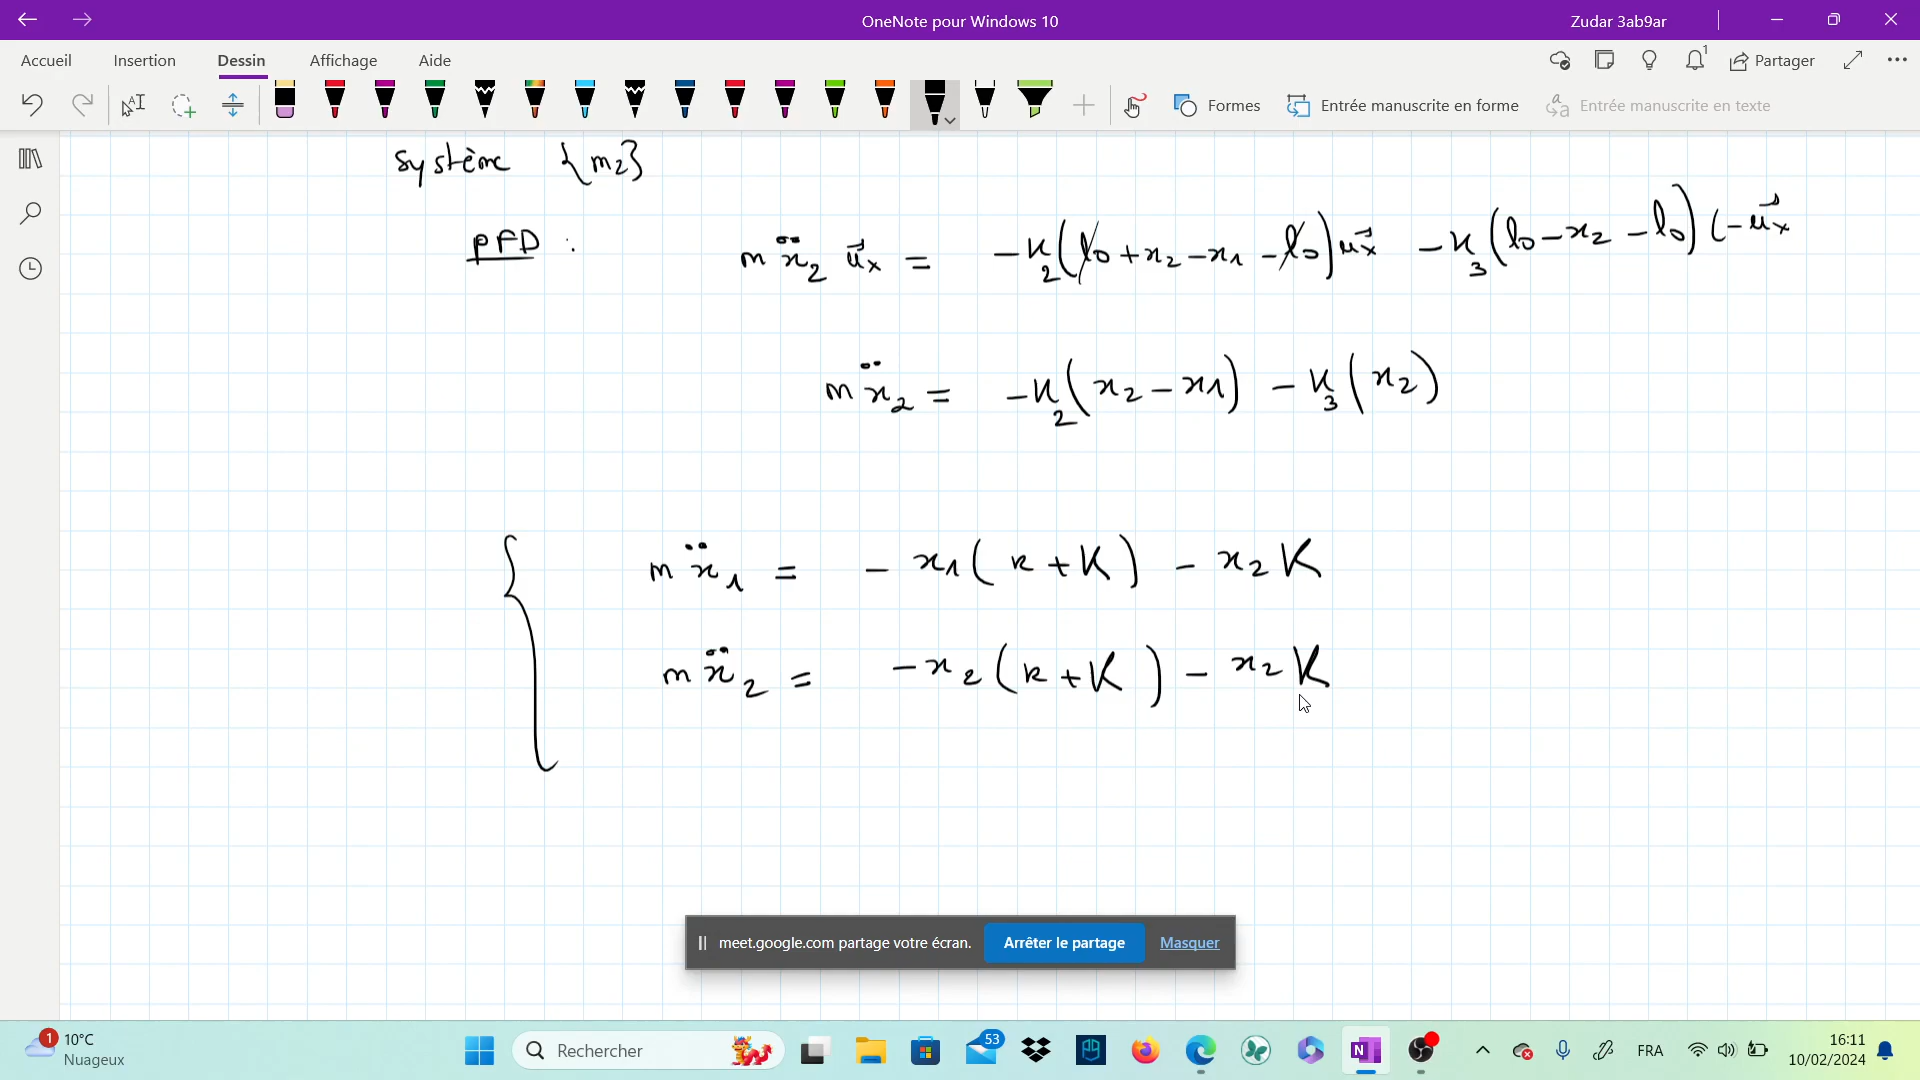 OneNote pour Windows 10
Zudar 3ab9ar
Accueil Insertion Dessin Affichage Aide
1
Partager
Formes
Entrée manuscrite en forme
Entrée manuscrite en texte
Système {m₂}
PFD : m ẍ₂ u⃗ₓ = -K₂(l₀ + x₂ - x₁ - l₀)u⃗ₓ - K₃(l₀ - x₂ - l₀)(-u⃗ₓ
m ẍ₂ = -K₂(x₂ - x₁) - K₃(x₂)
{ m ẍ₁ = - x₁(k + K) - x₂ K
m ẍ₂ = -x₂(k + K) - x₂ K
meet.google.com partage votre écran.
Arrêter le partage
Masquer
1
10°C
Nuageux
Rechercher
53
FRA
16:11
10/02/2024